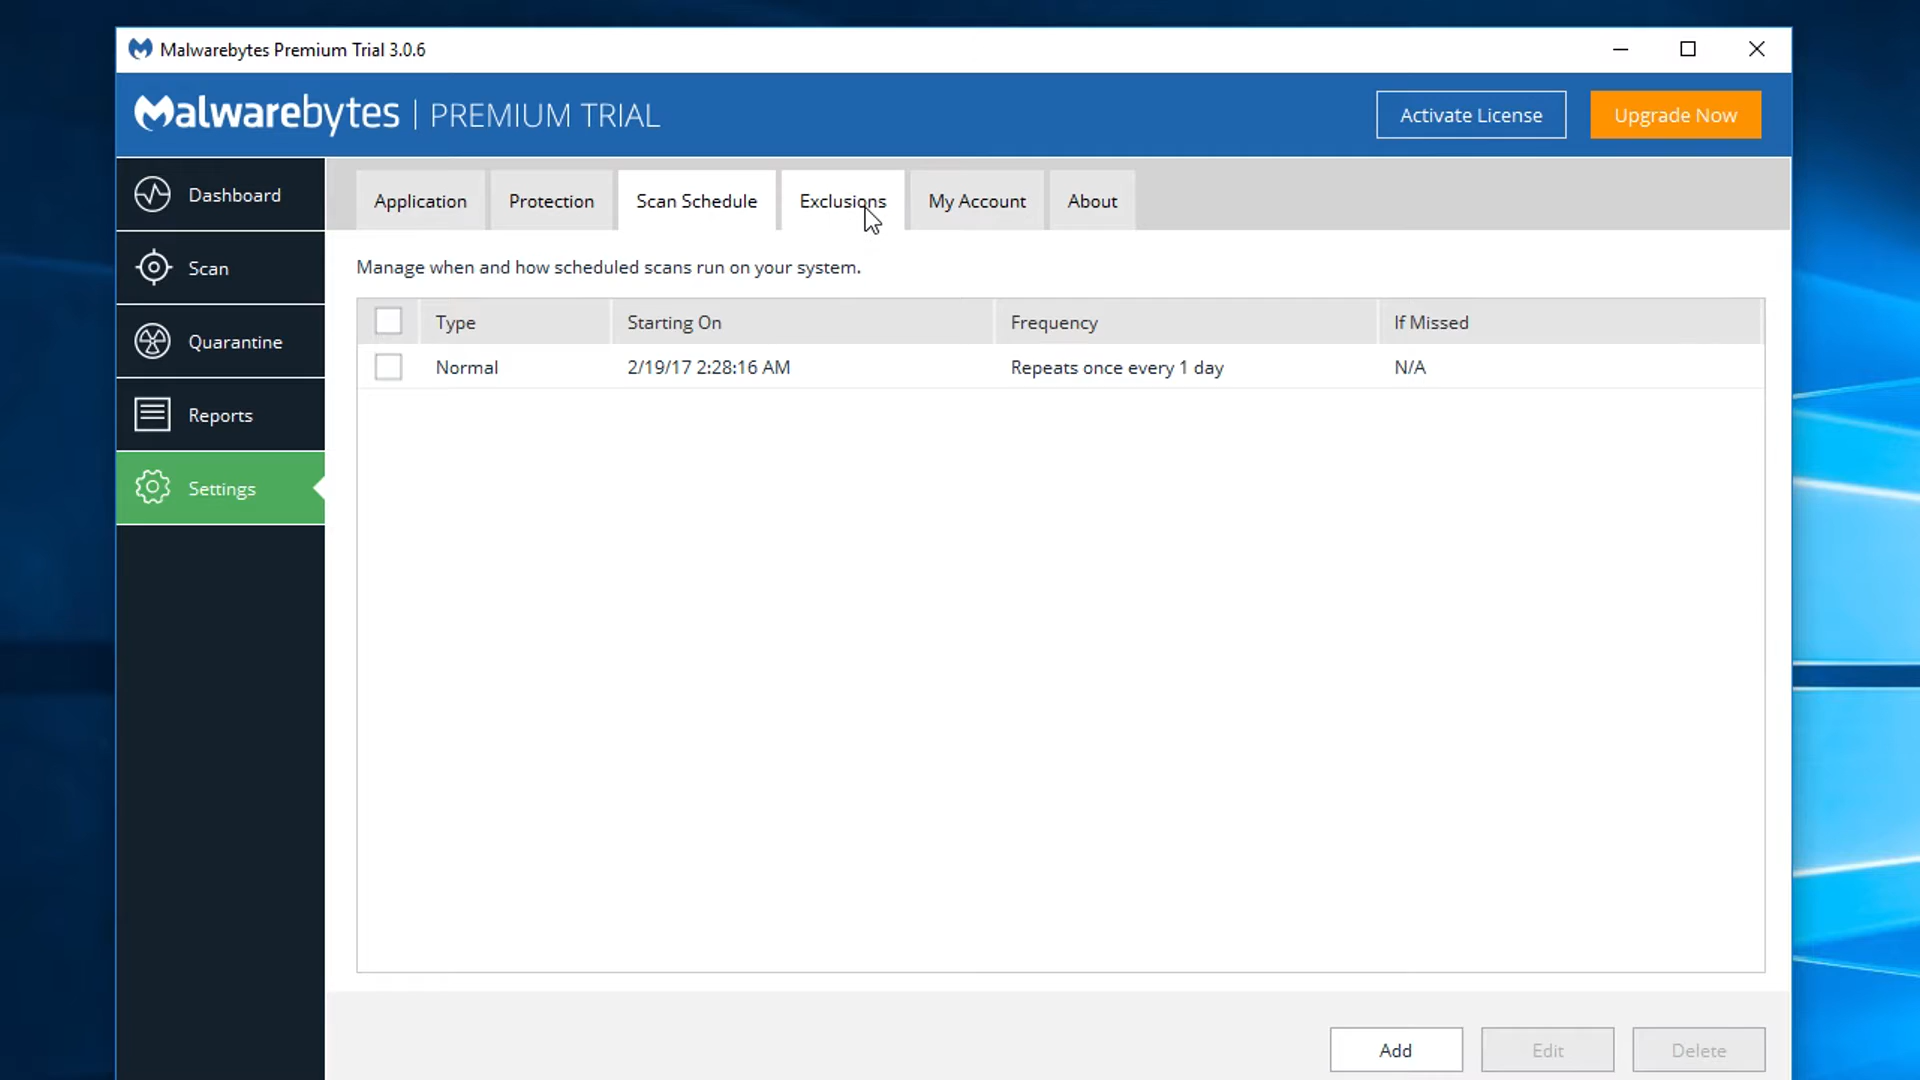 Malwarebytes Premium Trial 3.0.6
Malwarebytes | PREMIUM TRIAL
Activate License
Upgrade Now
Dashboard
Scan
Quarantine
Reports
Settings
Application
Protection
Scan Schedule
Exclusions
My Account
About
Manage when and how scheduled scans run on your system.
Type Starting On Frequency If Missed
Normal 2/19/17 2:28:16 AM Repeats once every 1 day N/A
Add
Edit
Delete